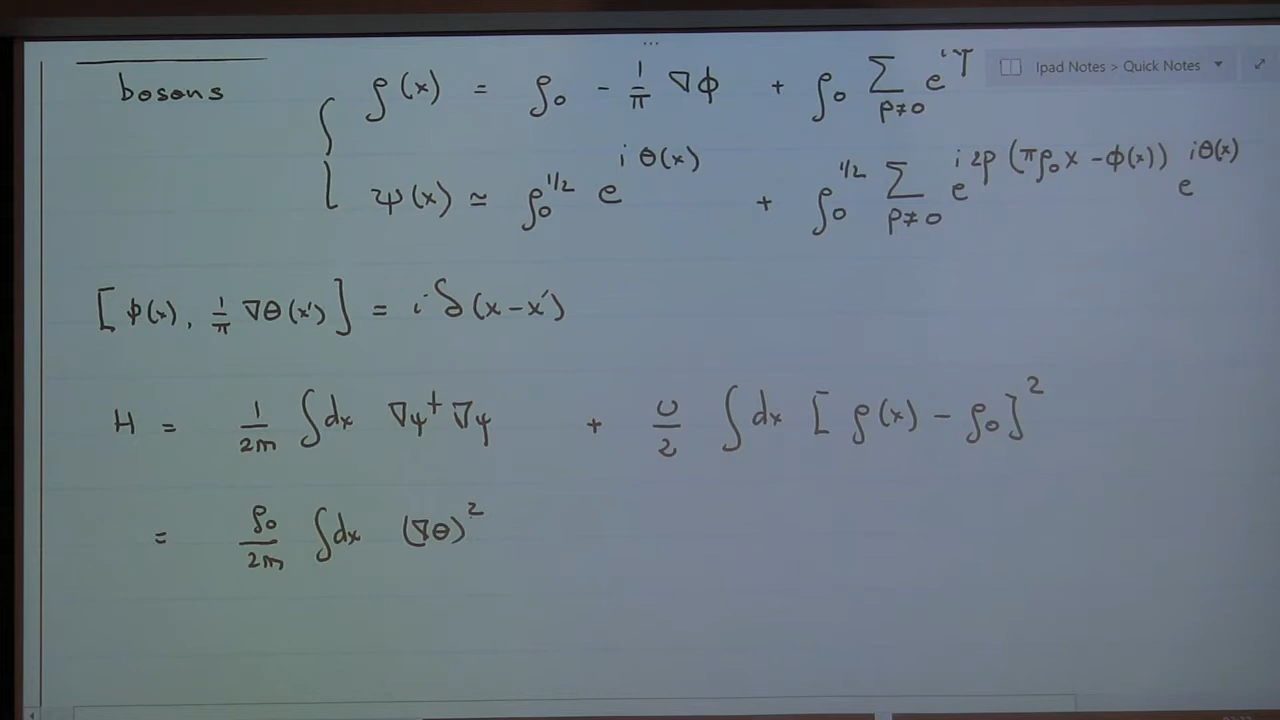 bosons ρ(x) = ρ₀ - 1/π ∇φ + ρ₀ Σ_{p≠0} e^{i
Ipad Notes > Quick Notes
ψ(x) ≃ ρ₀^{1/2} e^{iθ(x)} + ρ₀^{1/2} Σ_{p≠0} e^{i2p(πρ₀x - φ(x))} e^{iθ(x)}
[φ(x), 1/π ∇θ(x')] = iδ(x-x')
H = 1/2m ∫dx ∇ψ† ∇ψ + U/2 ∫dx [ρ(x) - ρ₀]²
= ρ₀/2m ∫dx (∇θ)²